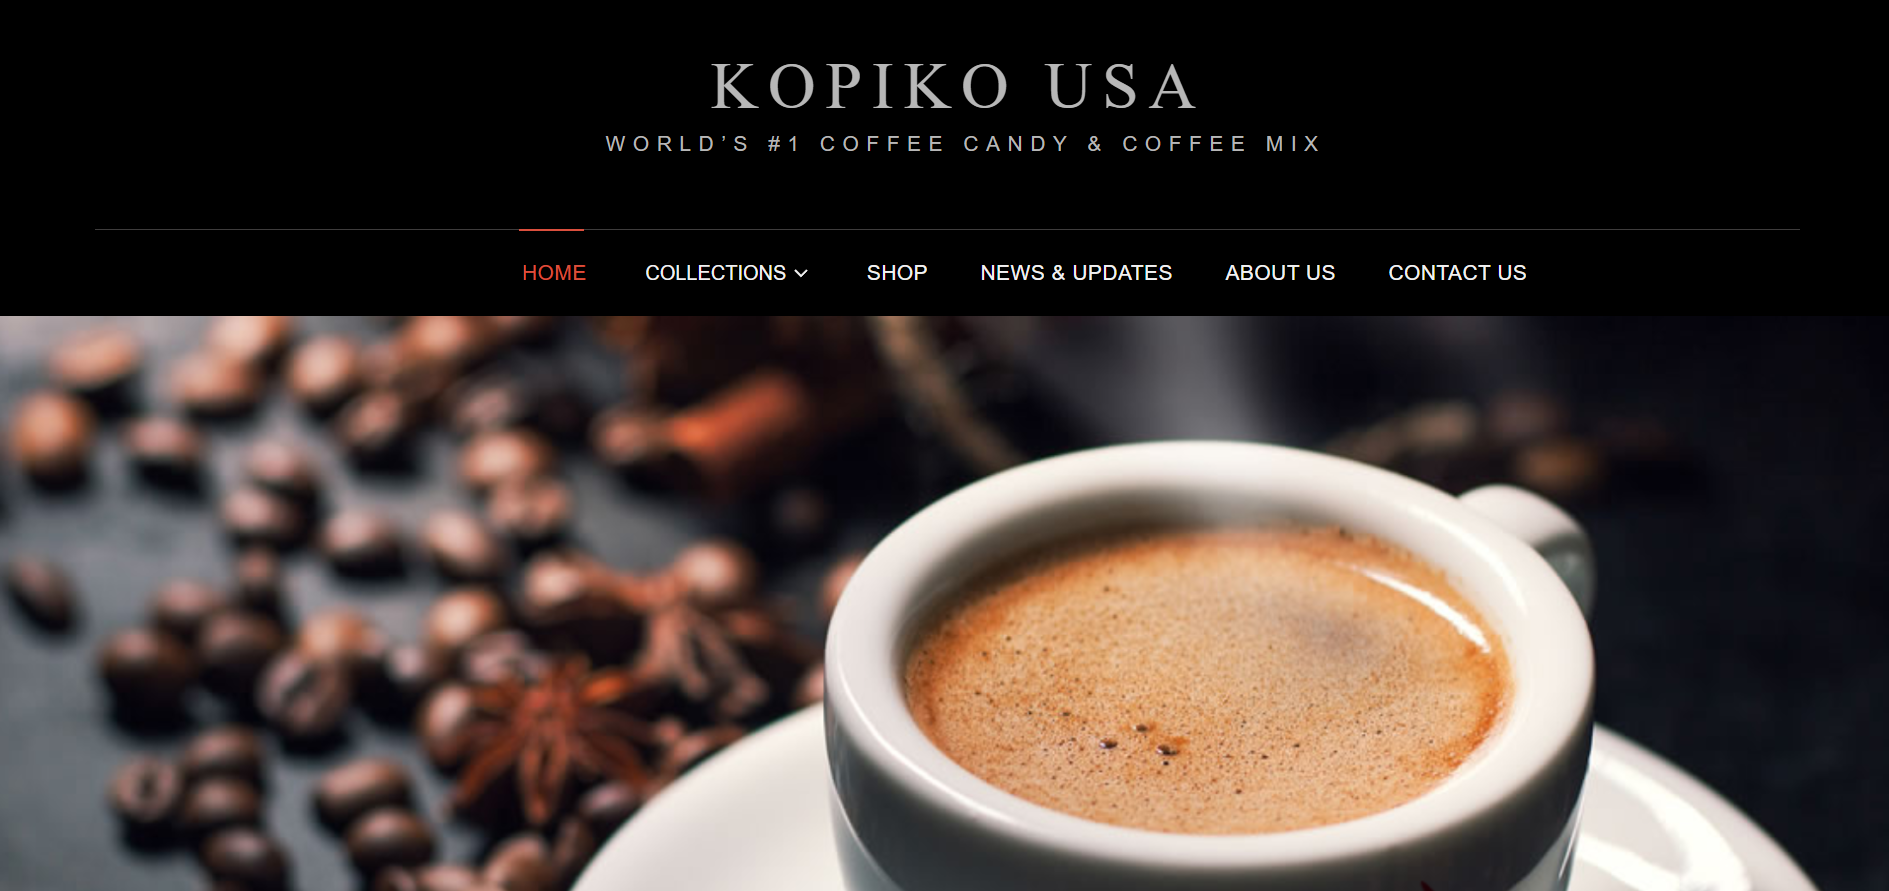 KOPIKO USA
WORLD’S #1 COFFEE CANDY & COFFEE MIX
HOME COLLECTIONS SHOP NEWS & UPDATES ABOUT US CONTACT US